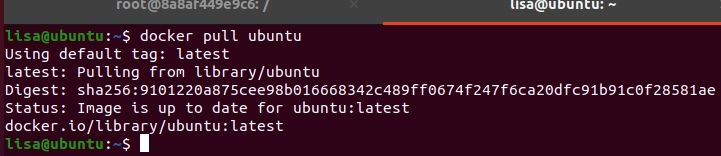 root@8a8af449e9c6: /
lisa@ubuntu: ~
lisa@ubuntu:~$ docker pull ubuntu
Using default tag: latest
latest: Pulling from library/ubuntu
Digest: sha256:9101220a875cee98b016668342c489ff0674f247f6ca20dfc91b91c0f28581ae
Status: Image is up to date for ubuntu:latest
docker.io/library/ubuntu:latest
lisa@ubuntu:~$